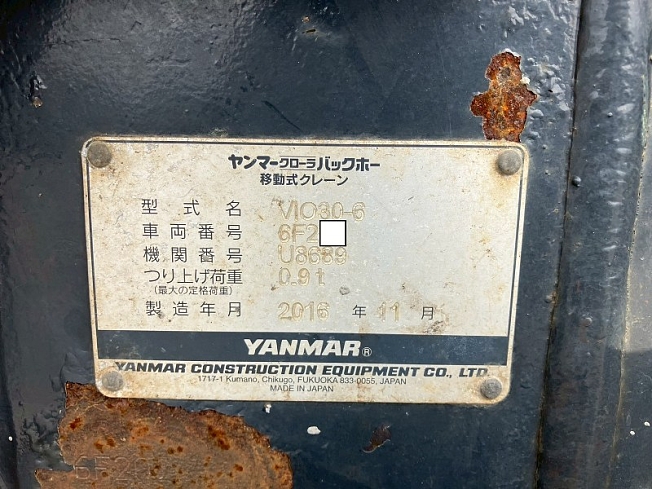 ヤンマークローラバックホー
移動式クレーン
型式名 VIO30-6
車両番号 6F2
機関番号 U8689
つり上げ荷重 0.91
(最大の定格荷重)
製造年月 2016 年 11 月
YANMAR®
YANMAR CONSTRUCTION EQUIPMENT CO., LTD.
1717-1 Kumano, Chikugo, FUKUOKA 833-0055, JAPAN
MADE IN JAPAN